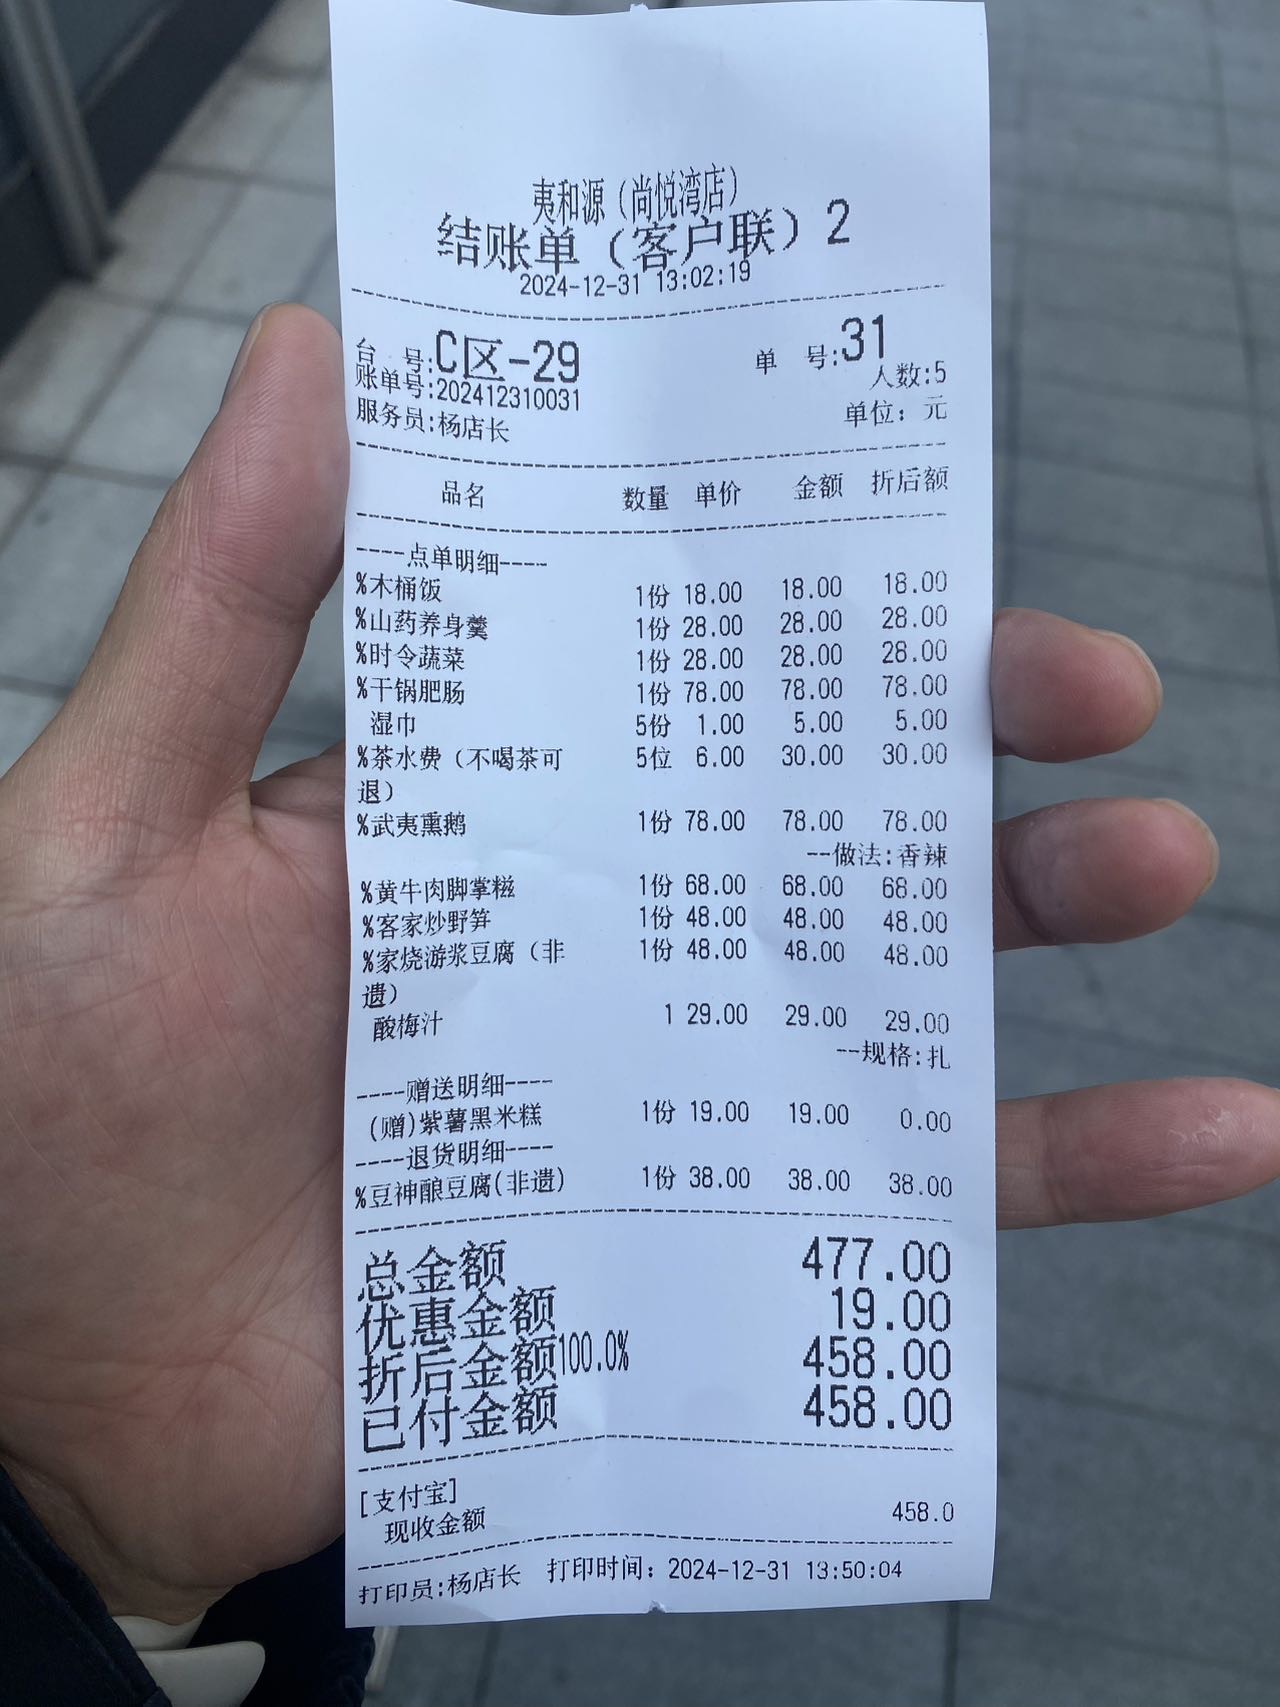 夷和源（尚悦湾店）
结账单（客户联）2
2024-12-31 13:02:19
台 号:C区-29 单 号:31
账单号:202412310031 人数:5
服务员:杨店长 单位：元
品名 数量 单价 金额 折后额
----点单明细----
%木桶饭 1份 18.00 18.00 18.00
%山药养身羹 1份 28.00 28.00 28.00
%时令蔬菜 1份 28.00 28.00 28.00
%干锅肥肠 1份 78.00 78.00 78.00
湿巾 5份 1.00 5.00 5.00
%茶水费（不喝茶可 5位 6.00 30.00 30.00
退）
%武夷熏鹅 1份 78.00 78.00 78.00
--做法:香辣
%黄牛肉脚掌糍 1份 68.00 68.00 68.00
%客家炒野笋 1份 48.00 48.00 48.00
%家烧游浆豆腐（非 1份 48.00 48.00 48.00
遗）
酸梅汁 1 29.00 29.00 29.00
--规格:扎
----赠送明细----
(赠)紫薯黑米糕 1份 19.00 19.00 0.00
----退货明细----
%豆神酿豆腐(非遗) 1份 38.00 38.00 38.00
总金额 477.00
优惠金额 19.00
折后金额100.0% 458.00
已付金额 458.00
[支付宝]
现收金额 458.0
打印员:杨店长 打印时间：2024-12-31 13:50:04